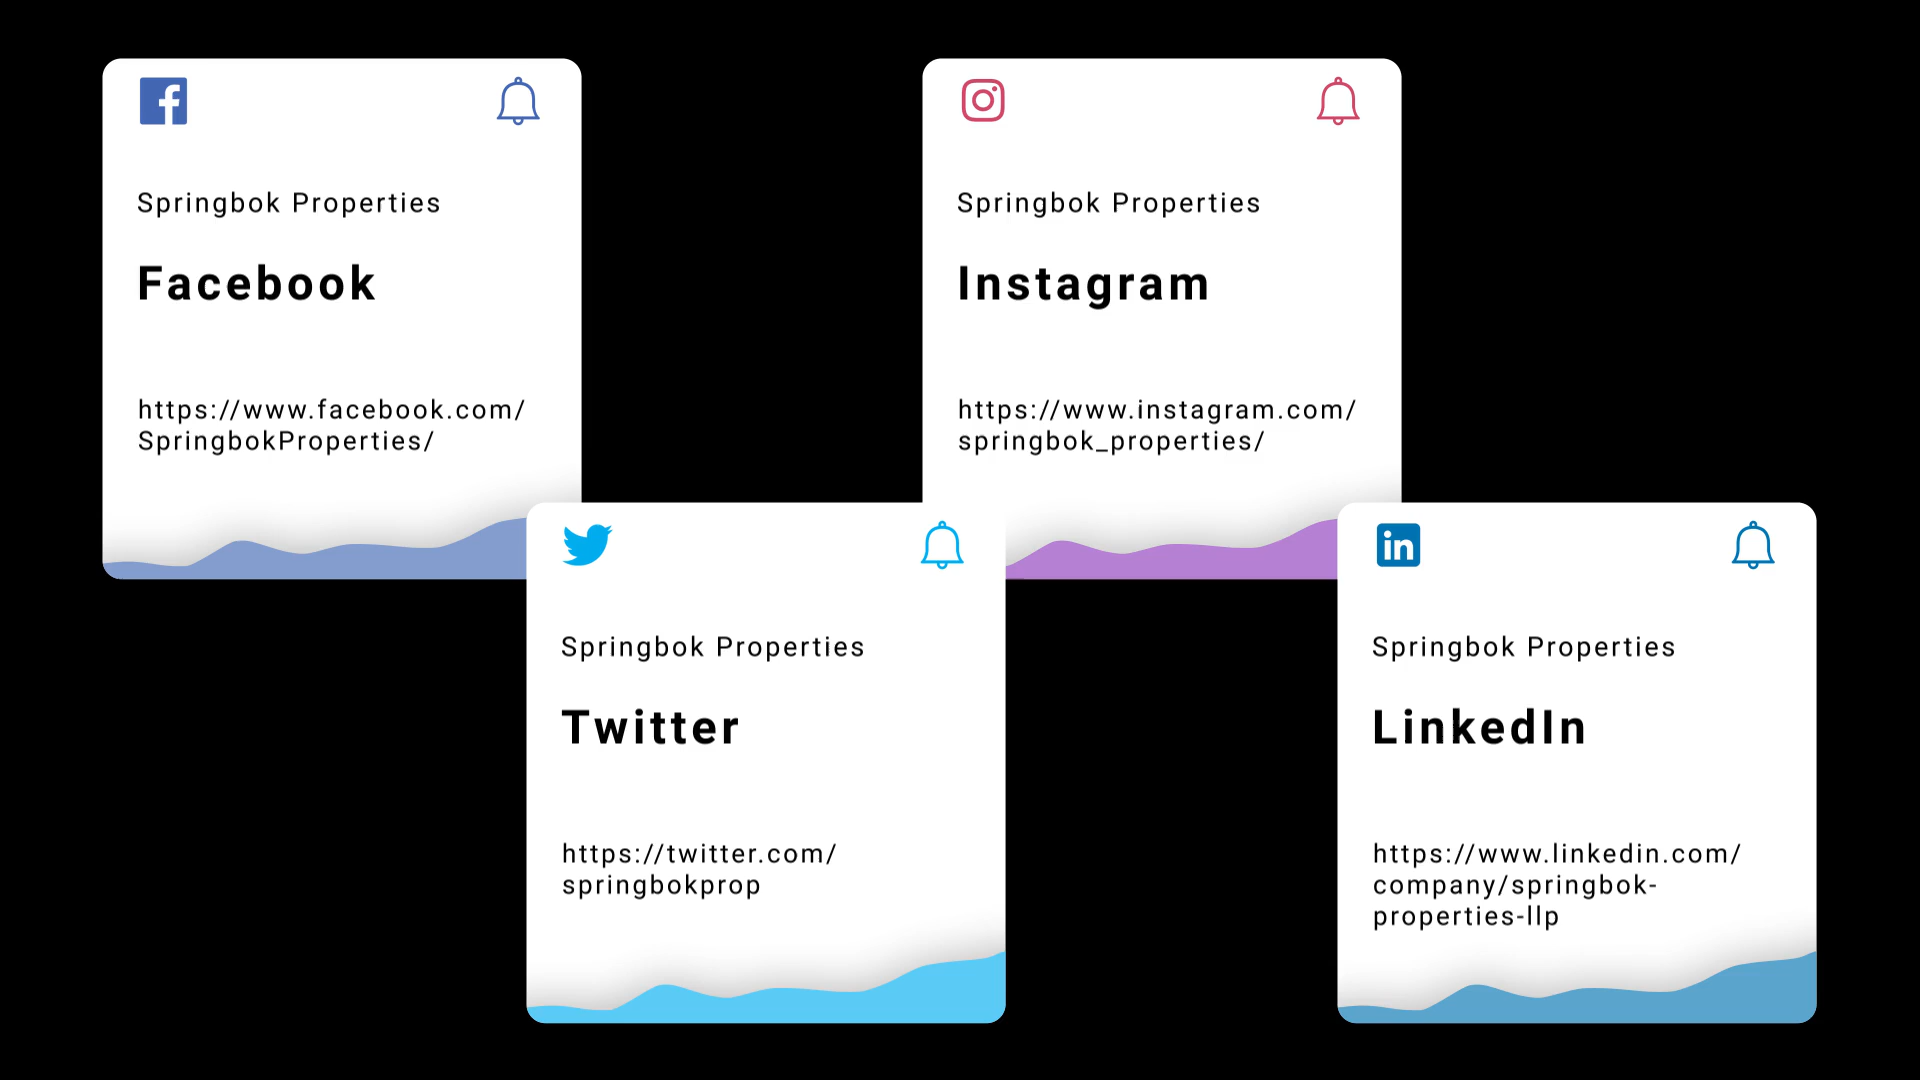 Springbok Properties
Facebook
https://www.facebook.com/
SpringbokProperties/
Springbok Properties
Instagram
https://www.instagram.com/
springbok_properties/
Springbok Properties
Twitter
https://twitter.com/
springbokprop
in
Springbok Properties
LinkedIn
https://www.linkedin.com/
company/springbok-
properties-llp